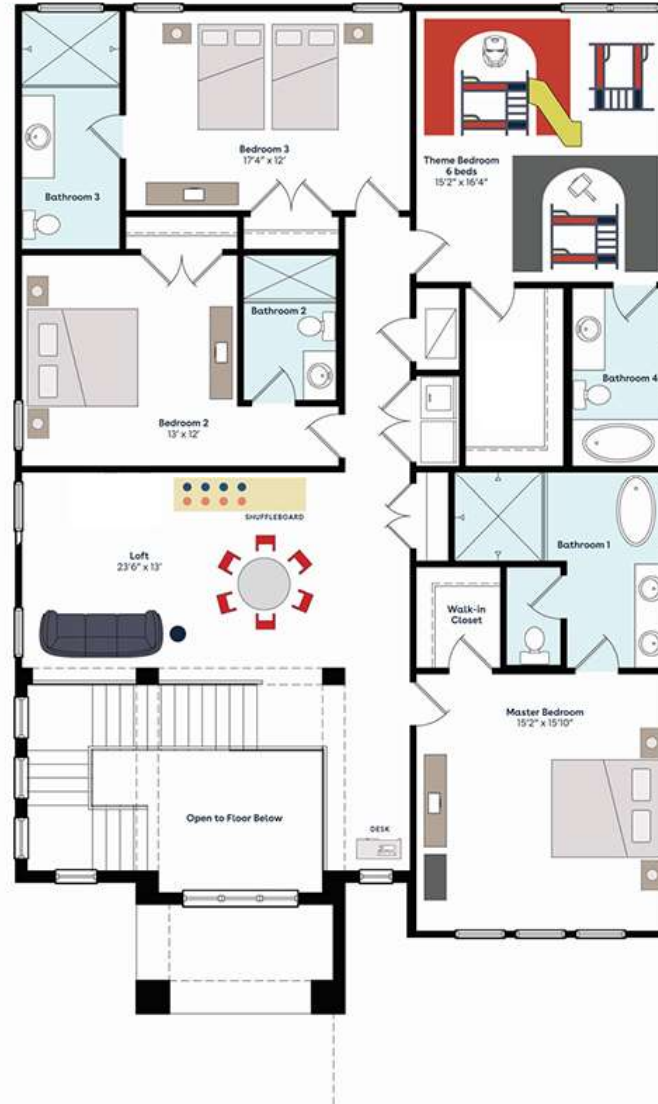 Bedroom 3
17'4" x 12'
Theme Bedroom
6 beds
15'2" x 16'4"
Bathroom 3
Bathroom 2
Bathroom 4
Bedroom 2
13' x 12'
SHUFFLEBOARD
Bathroom 1
Loft
23'6" x 13'
Walk-in
Closet
Master Bedroom
15'2" x 15'10"
Open to Floor Below
DESK